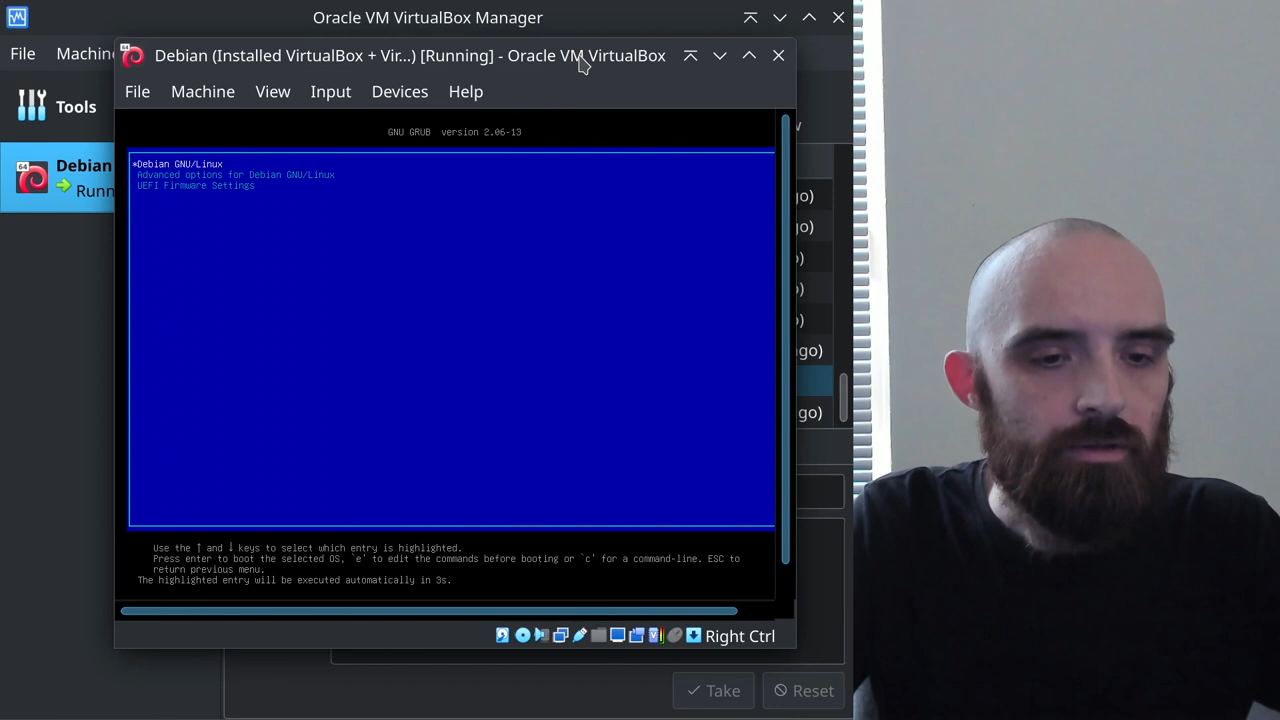 Oracle VM VirtualBox Manager
File Machin
Debian (Installed VirtualBox + Vir...) [Running] - Oracle VM VirtualBox
File Machine View Input Devices Help
Tools
64
Debian
Runn
GNU GRUB version 2.06-13
*Debian GNU/Linux
Advanced options for Debian GNU/Linux
UEFI Firmware Settings
go)
go)
)
)
)
go)
go)
Use the ↑ and ↓ keys to select which entry is highlighted.
Press enter to boot the selected OS, `e' to edit the commands before booting or `c' for a command-line. ESC to
return previous menu.
The highlighted entry will be executed automatically in 3s.
Right Ctrl
Take Reset